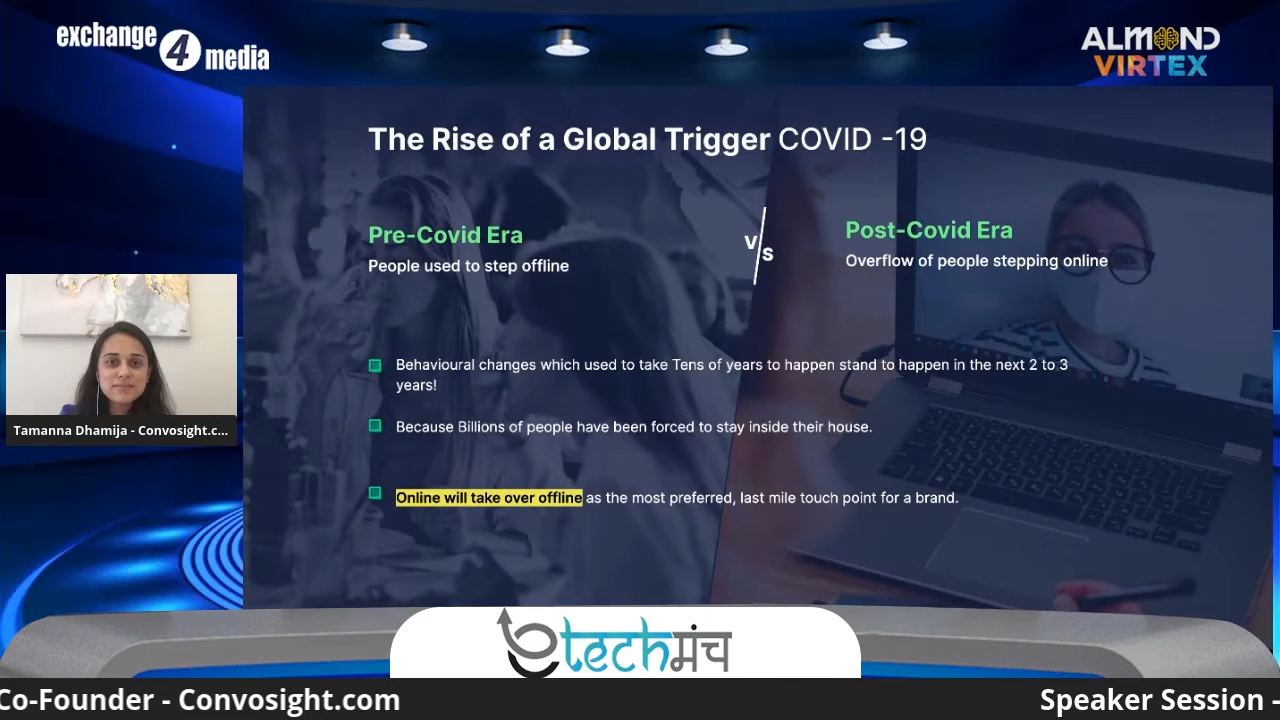 exchange
4
media
ALMOND
VIRTEX
The Rise of a Global Trigger COVID -19
Pre-Covid Era
People used to step offline
v/s
Post-Covid Era
Overflow of people stepping online
Behavioural changes which used to take Tens of years to happen stand to happen in the next 2 to 3
years!
Because Billions of people have been forced to stay inside their house.
Online will take over offline as the most preferred, last mile touch point for a brand.
Tamanna Dhamija - Convosight.c...
etechमंच
Co-Founder - Convosight.com
Speaker Session -